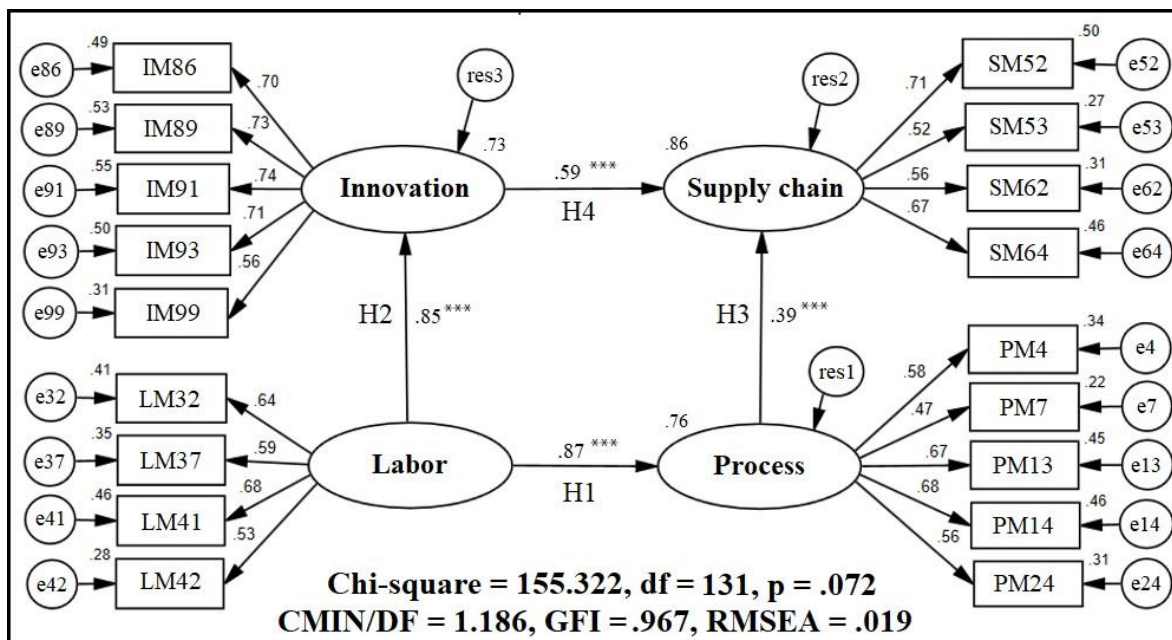 e86
.49
IM86
.70
e89
.53
IM89
.73
e91
.55
IM91
.74
e93
.50
IM93
.71
e99
.31
IM99
.56
res3
.73
Innovation
.59 ***
H4
res2
.86
Supply chain
.71
SM52
.50
e52
.52
SM53
.27
e53
.56
SM62
.31
e62
.67
SM64
.46
e64
H2
.85 ***
H3
.39 ***
e32
.41
LM32
.64
e37
.35
LM37
.59
e41
.46
LM41
.68
e42
.28
LM42
.53
Labor
.87 ***
H1
res1
.76
Process
.58
PM4
.34
e4
.47
PM7
.22
e7
.67
PM13
.45
e13
.68
PM14
.46
e14
.56
PM24
.31
e24
Chi-square = 155.322, df = 131, p = .072
CMIN/DF = 1.186, GFI =.967, RMSEA = .019